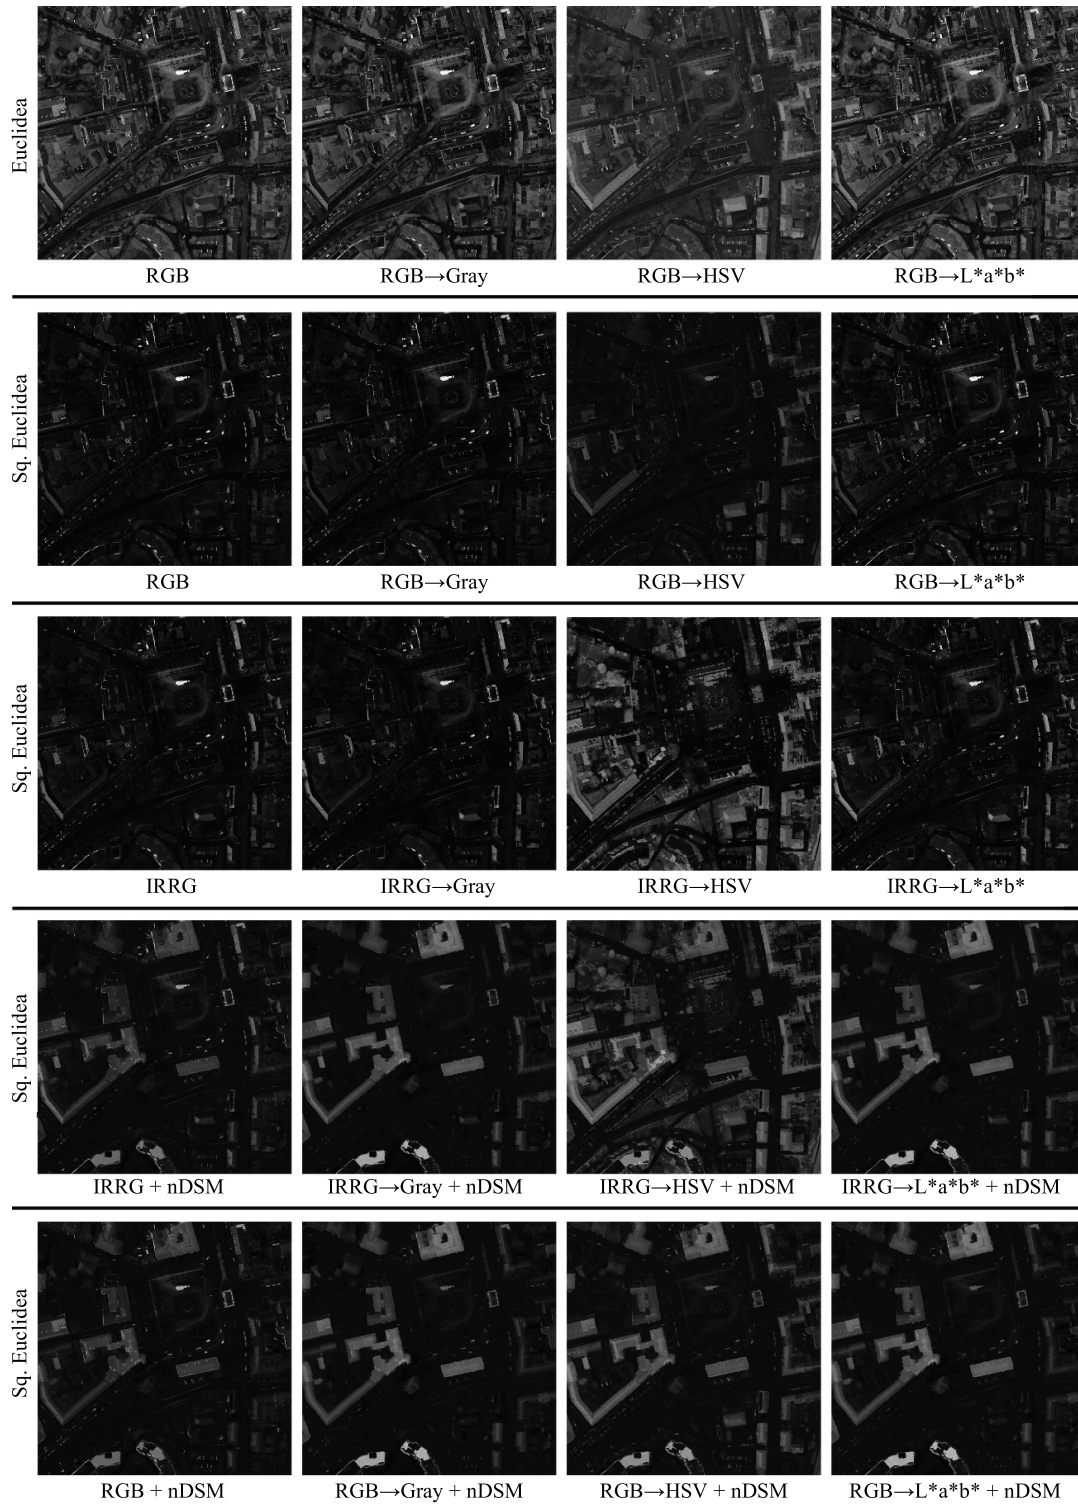 Euclidea
RGB
RGB→Gray
RGB→HSV
RGB→L*a*b*
Sq. Euclidea
RGB
RGB→Gray
RGB→HSV
RGB→L*a*b*
Sq. Euclidea
IRRG
IRRG→Gray
IRRG→HSV
IRRG→L*a*b*
Sq. Euclidea
IRRG + nDSM
IRRG→Gray + nDSM
IRRG→HSV + nDSM
IRRG→L*a*b* + nDSM
Sq. Euclidea
RGB + nDSM
RGB→Gray + nDSM
RGB→HSV + nDSM
RGB→L*a*b* + nDSM